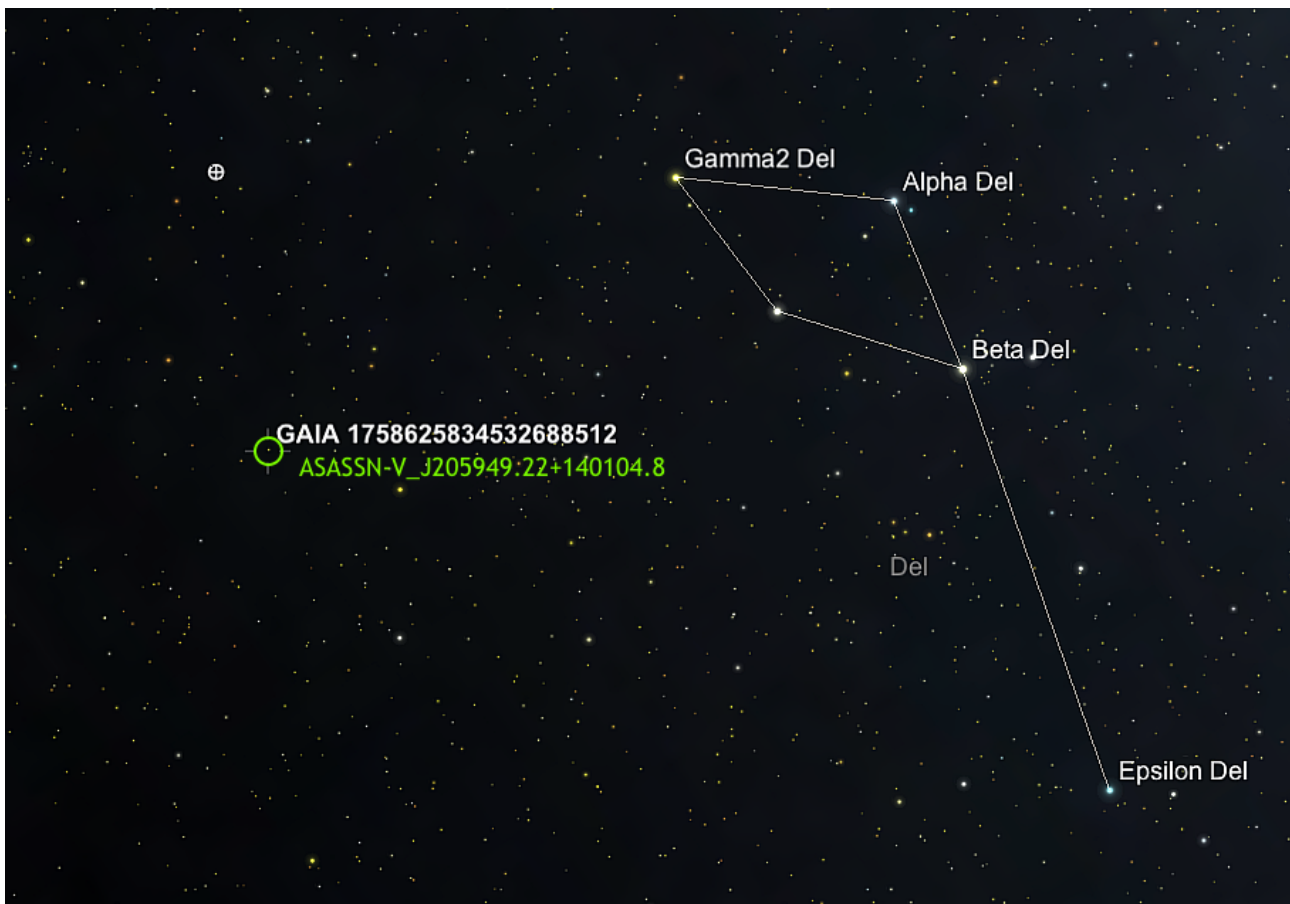 Gamma2 Del
Alpha Del
Beta Del
GAIA 1758625834532688512
ASASSN-V_J205949.22+140104.8
Del
Epsilon Del